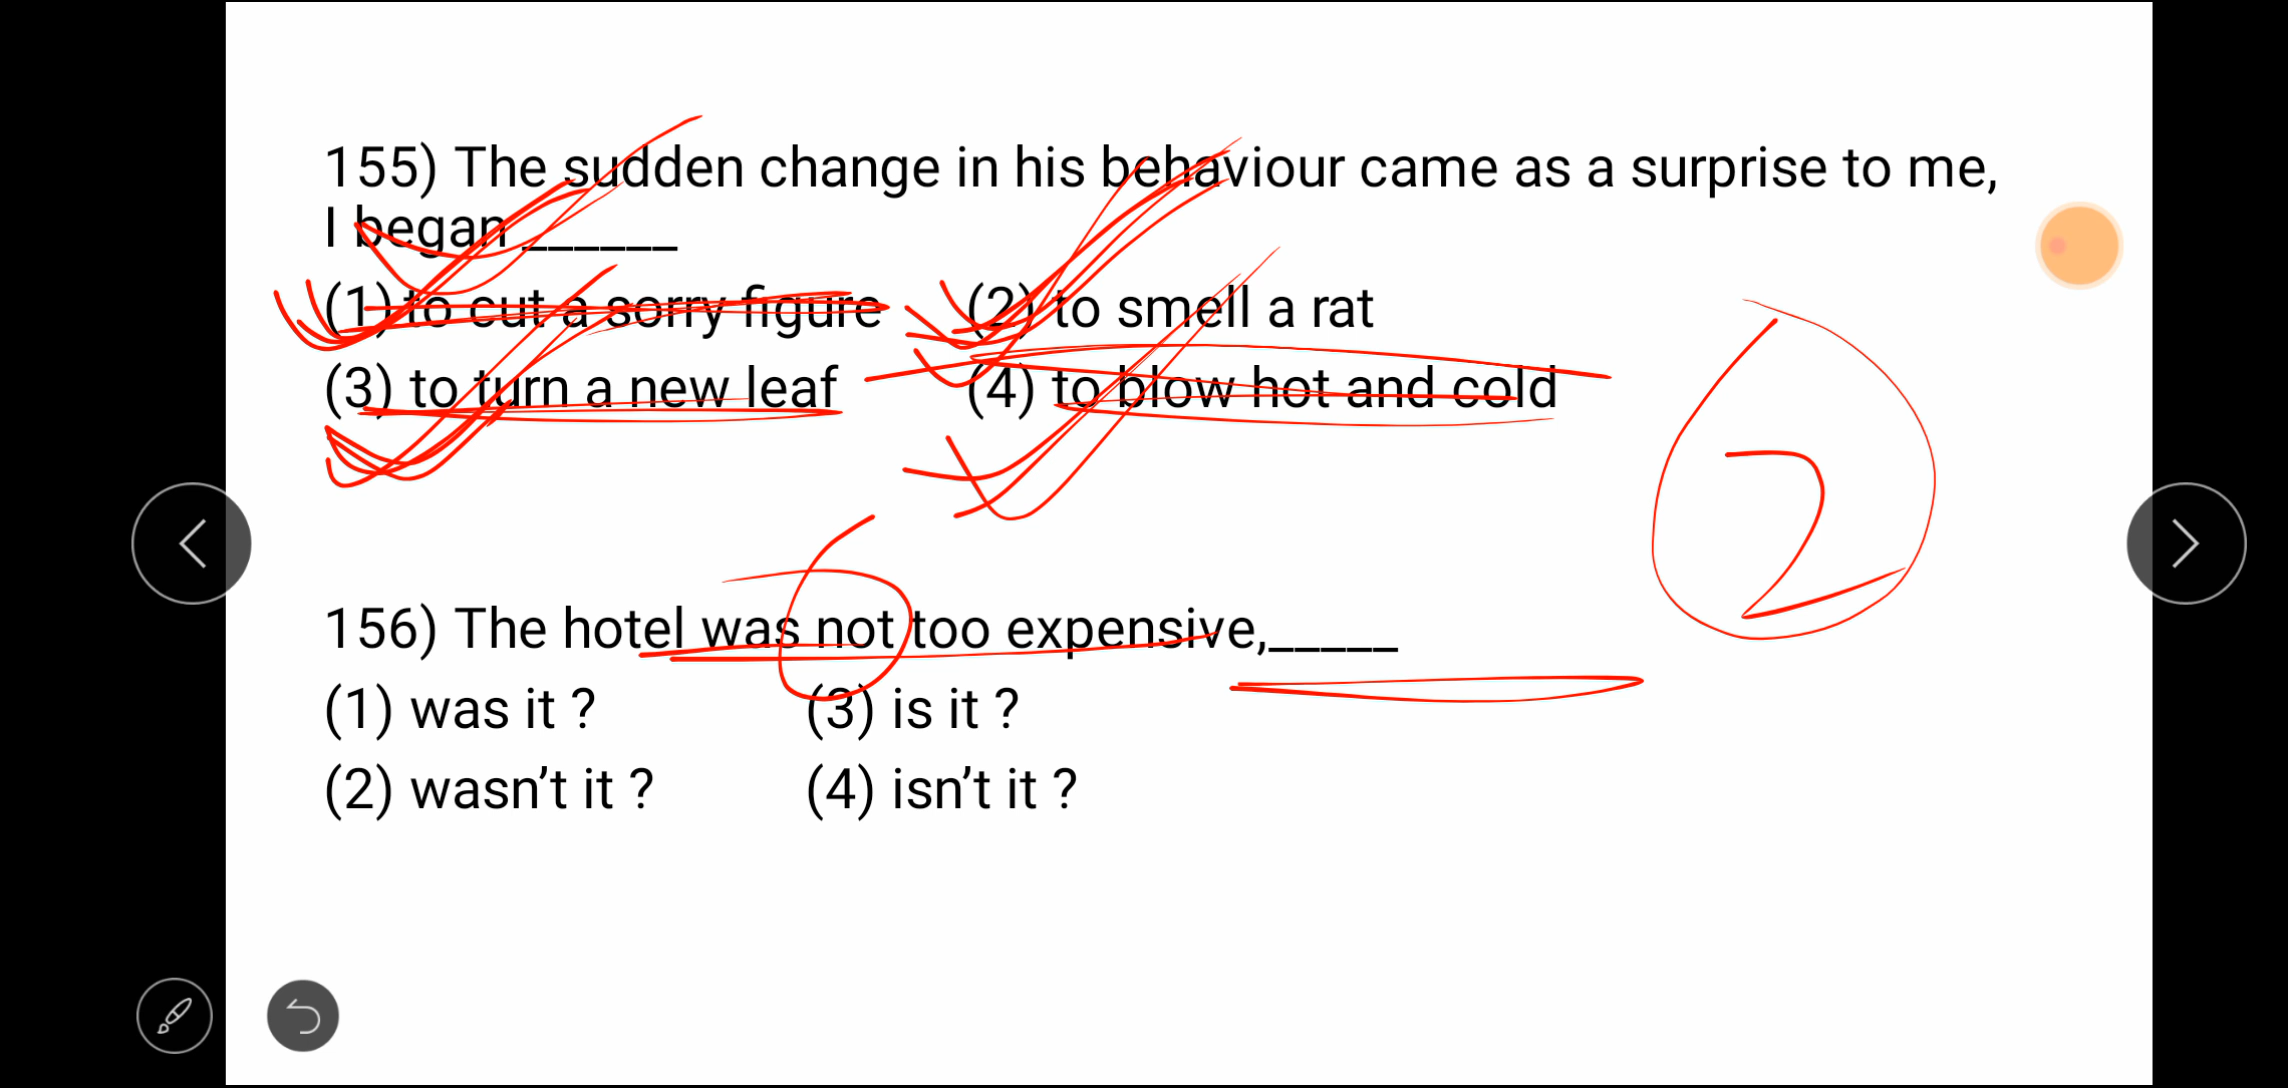 155) The sudden change in his behaviour came as a surprise to me,
I began ______
(1) to cut a sorry figure (2) to smell a rat
(3) to turn a new leaf (4) to blow hot and cold
2
156) The hotel was not too expensive,_____
(1) was it ? (3) is it ?
(2) wasn’t it ? (4) isn’t it ?